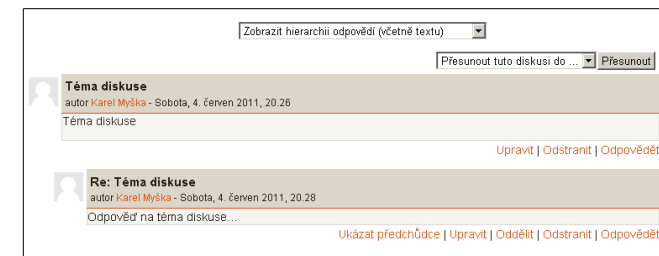 Zobrazit hierarchii odpovědí (včetně textu)
Přesunout tuto diskusi do ... Přesunout
Téma diskuse
autor Karel Myška - Sobota, 4. červen 2011, 20.26
Téma diskuse
Upravit | Odstranit | Odpovědět
Re: Téma diskuse
autor Karel Myška - Sobota, 4. červen 2011, 20.28
Odpověď na téma diskuse...
Ukázat předchůdce | Upravit | Oddělit | Odstranit | Odpovědět